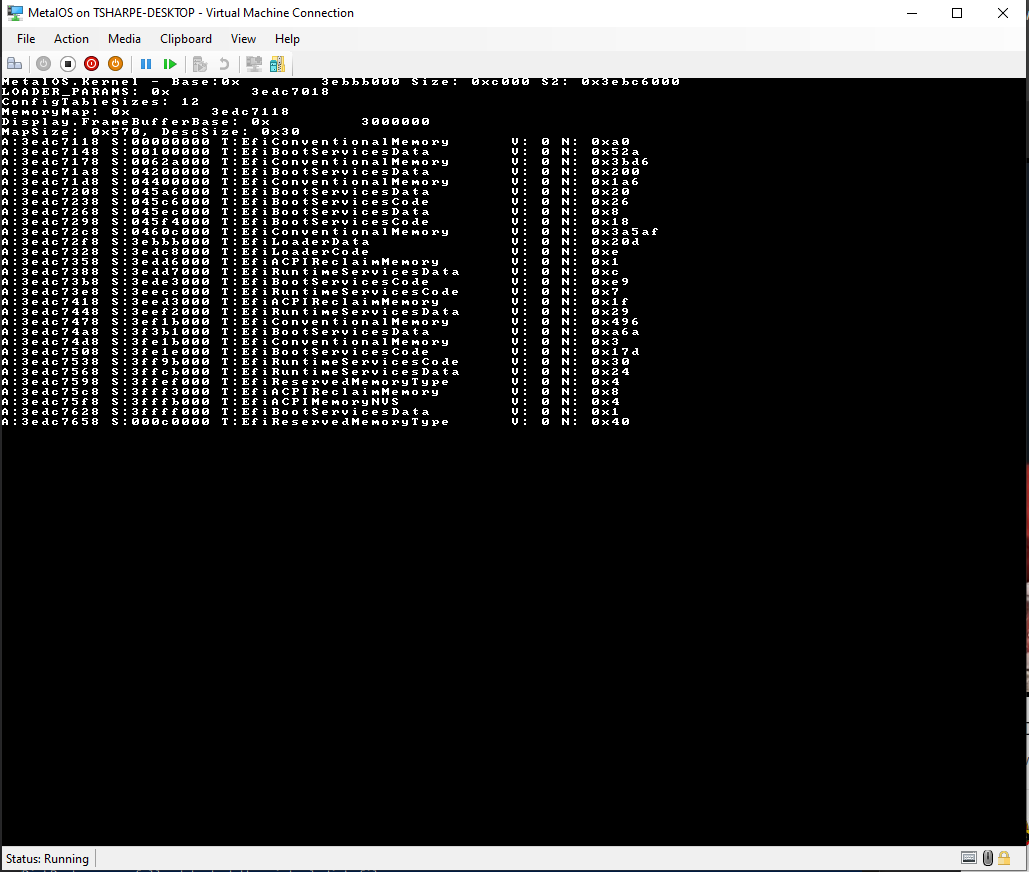 MetalOS on TSHARPE-DESKTOP - Virtual Machine Connection
File Action Media Clipboard View Help
MetalOS.Kernel - Base:0x        3ebbb000 Size: 0xc000 S2: 0x3ebc6000
LOADER_PARAMS: 0x        3edc7018
ConfigTableSizes: 12
MemoryMap: 0x        3edc7118
Display.FrameBufferBase: 0x         3000000
MapSize: 0x570, DescSize: 0x30
A:3edc7118 S:00000000 T:EfiConventionalMemory      V: 0 N: 0xa0
A:3edc7148 S:00100000 T:EfiBootServicesData        V: 0 N: 0x52a
A:3edc7178 S:0062a000 T:EfiConventionalMemory      V: 0 N: 0x3bd6
A:3edc71a8 S:04200000 T:EfiBootServicesData        V: 0 N: 0x200
A:3edc71d8 S:04400000 T:EfiConventionalMemory      V: 0 N: 0x1a6
A:3edc7208 S:045a6000 T:EfiBootServicesData        V: 0 N: 0x20
A:3edc7238 S:045c6000 T:EfiBootServicesCode        V: 0 N: 0x26
A:3edc7268 S:045ec000 T:EfiBootServicesData        V: 0 N: 0x8
A:3edc7298 S:045f4000 T:EfiBootServicesCode        V: 0 N: 0x18
A:3edc72c8 S:0460c000 T:EfiConventionalMemory      V: 0 N: 0x3a5af
A:3edc72f8 S:3ebbb000 T:EfiLoaderData              V: 0 N: 0x20d
A:3edc7328 S:3edc8000 T:EfiLoaderCode              V: 0 N: 0xe
A:3edc7358 S:3edd6000 T:EfiACPIReclaimMemory       V: 0 N: 0x1
A:3edc7388 S:3edd7000 T:EfiRuntimeServicesData     V: 0 N: 0xc
A:3edc73b8 S:3ede3000 T:EfiBootServicesCode        V: 0 N: 0xe9
A:3edc73e8 S:3eecc000 T:EfiRuntimeServicesCode     V: 0 N: 0x7
A:3edc7418 S:3eed3000 T:EfiACPIReclaimMemory       V: 0 N: 0x1f
A:3edc7448 S:3eef2000 T:EfiRuntimeServicesData     V: 0 N: 0x29
A:3edc7478 S:3ef1b000 T:EfiConventionalMemory      V: 0 N: 0x496
A:3edc74a8 S:3f3b1000 T:EfiBootServicesData        V: 0 N: 0xa6a
A:3edc74d8 S:3fe1b000 T:EfiConventionalMemory      V: 0 N: 0x3
A:3edc7508 S:3fe1e000 T:EfiBootServicesCode        V: 0 N: 0x17d
A:3edc7538 S:3ff9b000 T:EfiRuntimeServicesCode     V: 0 N: 0x30
A:3edc7568 S:3ffcb000 T:EfiRuntimeServicesData     V: 0 N: 0x24
A:3edc7598 S:3ffef000 T:EfiReservedMemoryType      V: 0 N: 0x4
A:3edc75c8 S:3fff3000 T:EfiACPIReclaimMemory       V: 0 N: 0x8
A:3edc75f8 S:3fffb000 T:EfiACPIMemoryNVS           V: 0 N: 0x4
A:3edc7628 S:3ffff000 T:EfiBootServicesData        V: 0 N: 0x1
A:3edc7658 S:000c0000 T:EfiReservedMemoryType      V: 0 N: 0x40
Status: Running